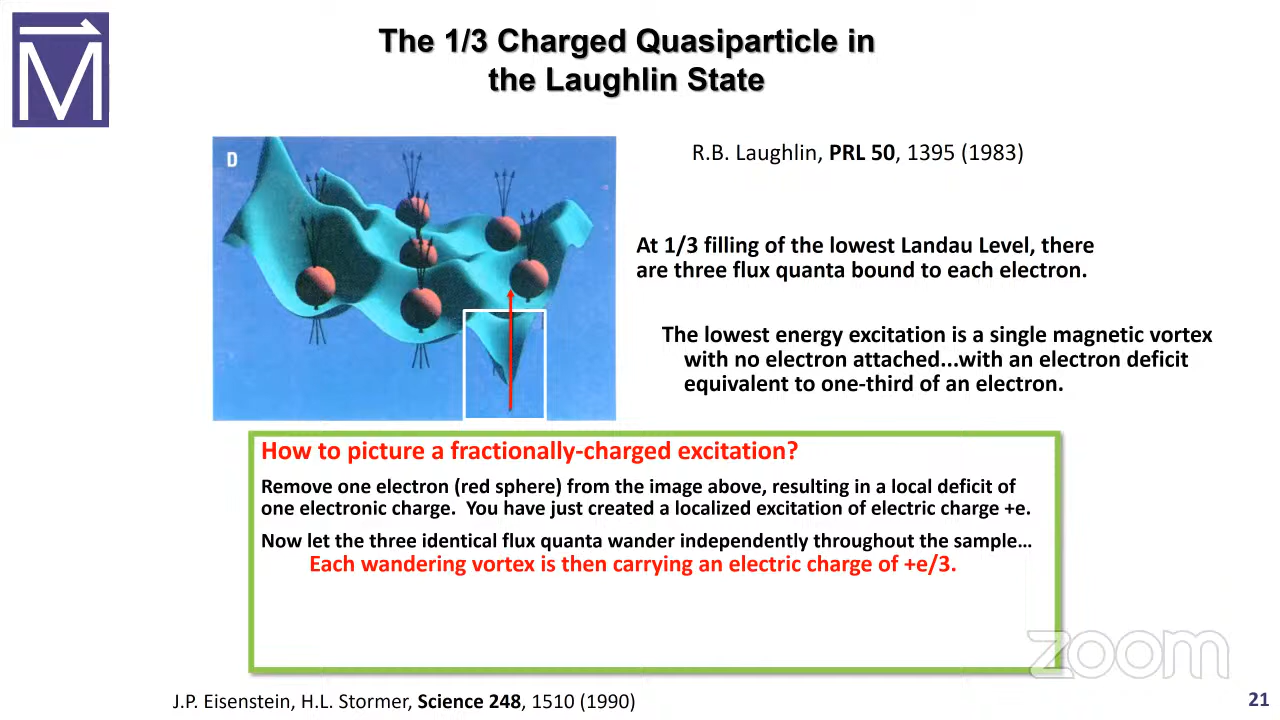 M
The 1/3 Charged Quasiparticle in
the Laughlin State
D
R.B. Laughlin, PRL 50, 1395 (1983)
At 1/3 filling of the lowest Landau Level, there
are three flux quanta bound to each electron.
The lowest energy excitation is a single magnetic vortex
with no electron attached...with an electron deficit
equivalent to one-third of an electron.
How to picture a fractionally-charged excitation?
Remove one electron (red sphere) from the image above, resulting in a local deficit of
one electronic charge.  You have just created a localized excitation of electric charge +e.
Now let the three identical flux quanta wander independently throughout the sample…
Each wandering vortex is then carrying an electric charge of +e/3.
zoom
J.P. Eisenstein, H.L. Stormer, Science 248, 1510 (1990)
21